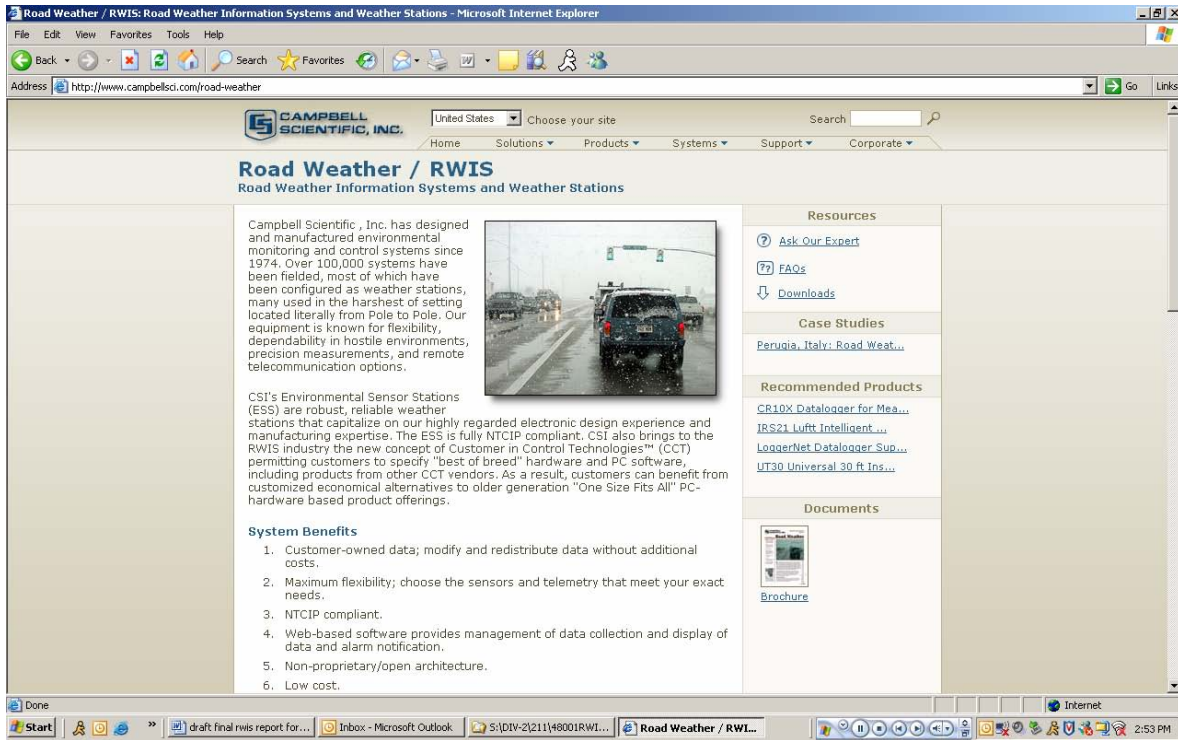 Road Weather / RWIS: Road Weather Information Systems and Weather Stations - Microsoft Internet Explorer
File Edit View Favorites Tools Help
Back Search Favorites
Address http://www.campbellsci.com/road-weather Go Links
CAMPBELL
SCIENTIFIC, INC.
United States Choose your site Search
Home Solutions Products Systems Support Corporate
Road Weather / RWIS
Road Weather Information Systems and Weather Stations
Campbell Scientific , Inc. has designed
and manufactured environmental
monitoring and control systems since
1974. Over 100,000 systems have
been fielded, most of which have
been configured as weather stations,
many used in the harshest of setting
located literally from Pole to Pole. Our
equipment is known for flexibility,
dependability in hostile environments,
precision measurements, and remote
telecommunication options.
CSI's Environmental Sensor Stations
(ESS) are robust, reliable weather
stations that capitalize on our highly regarded electronic design experience and
manufacturing expertise. The ESS is fully NTCIP compliant. CSI also brings to the
RWIS industry the new concept of Customer in Control Technologies™ (CCT)
permitting customers to specify "best of breed" hardware and PC software,
including products from other CCT vendors. As a result, customers can benefit from
customized economical alternatives to older generation "One Size Fits All" PC-
hardware based product offerings.
System Benefits
1. Customer-owned data; modify and redistribute data without additional
costs.
2. Maximum flexibility; choose the sensors and telemetry that meet your exact
needs.
3. NTCIP compliant.
4. Web-based software provides management of data collection and display of
data and alarm notification.
5. Non-proprietary/open architecture.
6. Low cost.
Resources
Ask Our Expert
FAQs
Downloads
Case Studies
Perugia, Italy: Road Weat...
Recommended Products
CR10X Datalogger for Mea...
IRS21 Lufft Intelligent ...
LoggerNet Datalogger Sup...
UT30 Universal 30 ft Ins...
Documents
Road Weather
Brochure
Done Internet
Start draft final rwis report for... Inbox - Microsoft Outlook S:\DIV-2\211\48001RWI... Road Weather / RWI... 2:53 PM